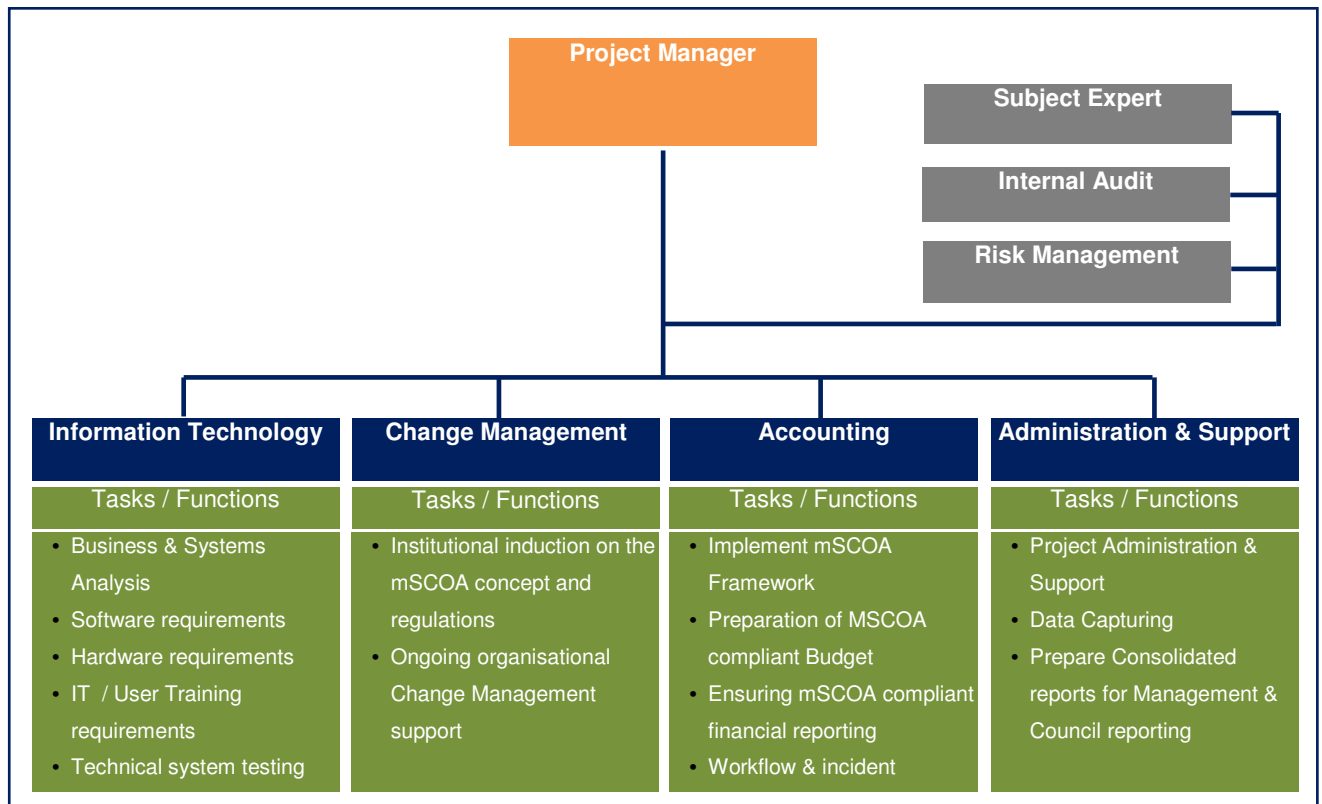 Project Manager
Subject Expert
Internal Audit
Risk Management
Information Technology
Tasks / Functions
• Business & Systems
Analysis
• Software requirements
• Hardware requirements
• IT / User Training
requirements
• Technical system testing
Change Management
Tasks / Functions
• Institutional induction on the
mSCOA concept and
regulations
• Ongoing organisational
Change Management
support
Accounting
Tasks / Functions
• Implement mSCOA
Framework
• Preparation of MSCOA
compliant Budget
• Ensuring mSCOA compliant
financial reporting
• Workflow & incident
Administration & Support
Tasks / Functions
• Project Administration &
Support
• Data Capturing
• Prepare Consolidated
reports for Management &
Council reporting